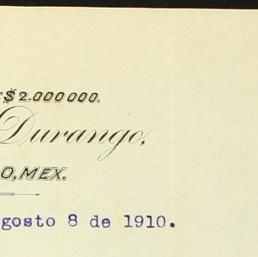 $2.000000.
Durango,
O, MEX.
gosto 8 de 1910.